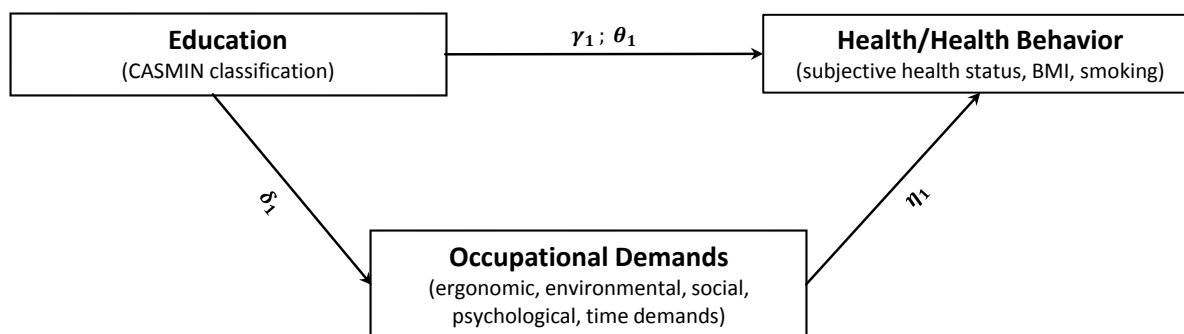 Education
(CASMIN classification)
γ₁ ; θ₁
Health/Health Behavior
(subjective health status, BMI, smoking)
δ₁
η₁
Occupational Demands
(ergonomic, environmental, social,
psychological, time demands)